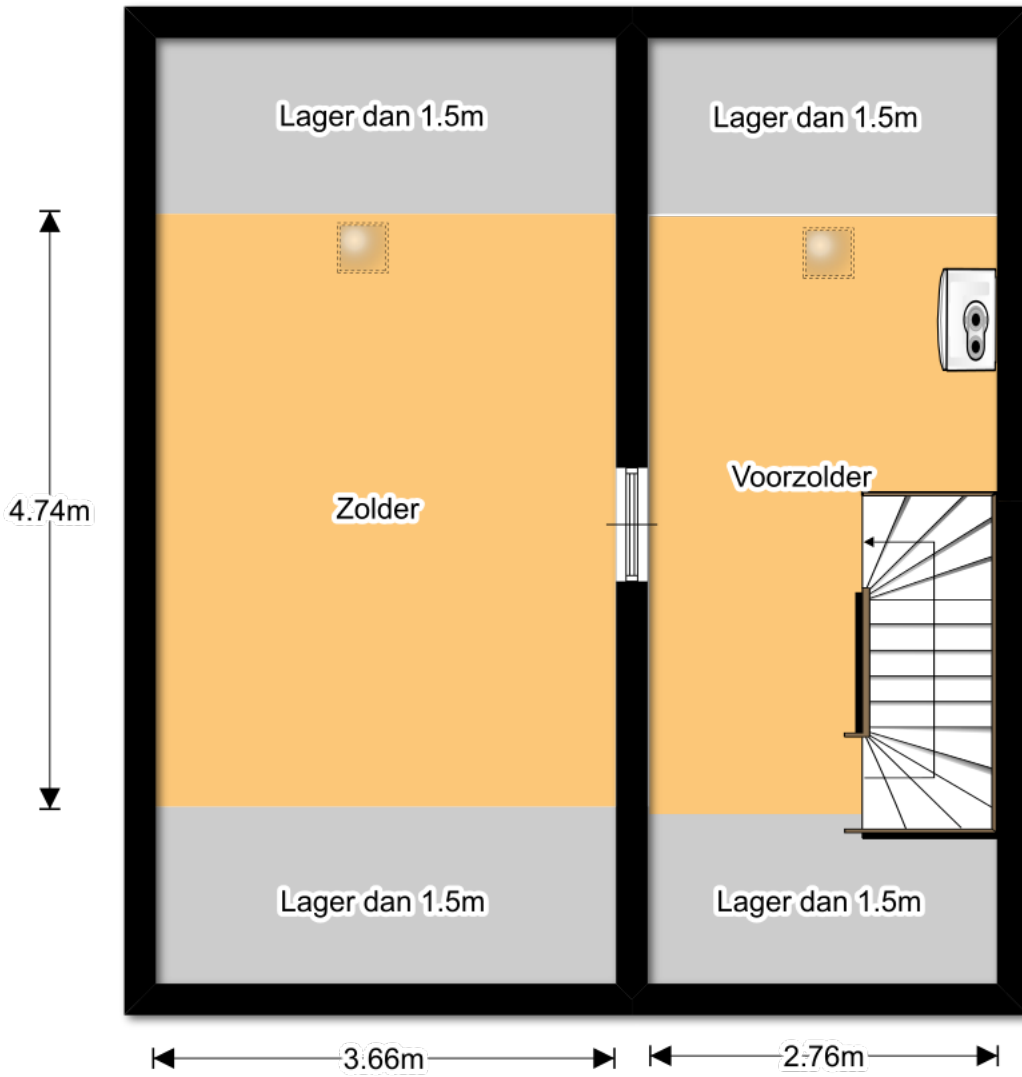 Lager dan 1.5m
Lager dan 1.5m
4.74m
Zolder
Voorzolder
Lager dan 1.5m
Lager dan 1.5m
3.66m
2.76m